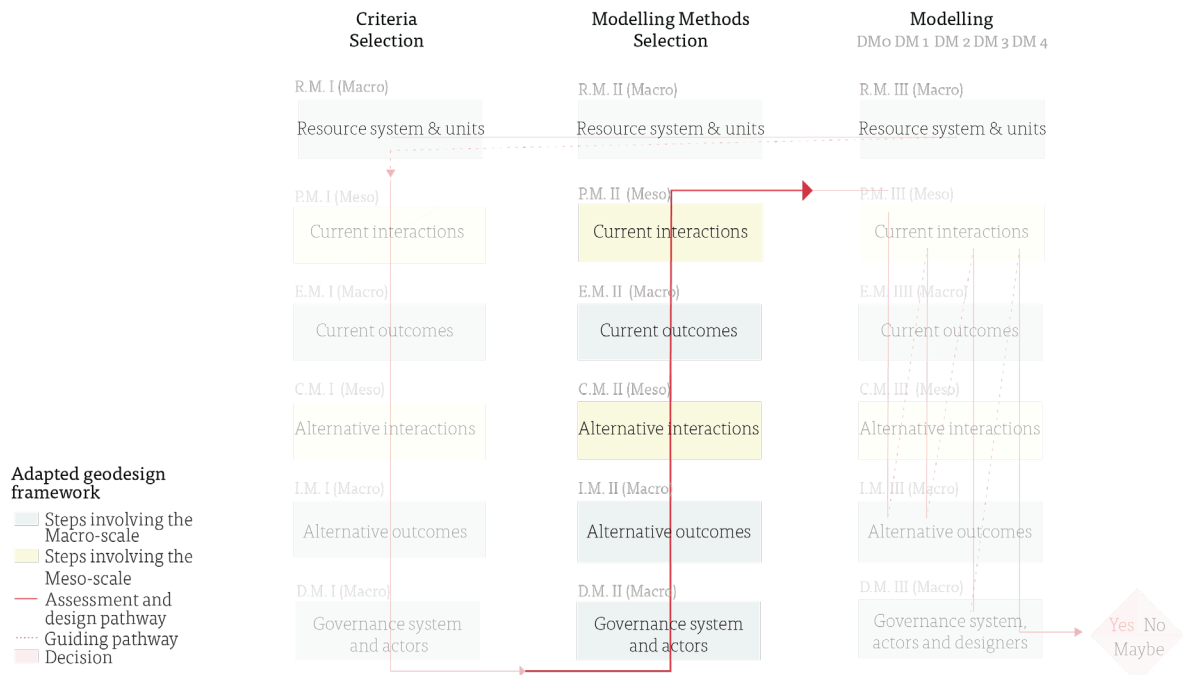 Criteria
Selection
Modelling Methods
Selection
Modelling
DM0 DM 1 DM 2 DM 3 DM 4
R.M. I (Macro)
Resource system & units
R.M. II (Macro)
Resource system & units
R.M. III (Macro)
Resource system & units
P.M. I (Meso)
Current interactions
P.M. II (Meso)
Current interactions
P.M. III (Meso)
Current interactions
E.M. I (Macro)
Current outcomes
E.M. II (Macro)
Current outcomes
E.M. IIII (Macro)
Current outcomes
C.M. I (Meso)
Alternative interactions
C.M. II (Meso)
Alternative interactions
C.M. III (Meso)
Alternative interactions
I.M. I (Macro)
Alternative outcomes
I.M. II (Macro)
Alternative outcomes
I.M. III (Macro)
Alternative outcomes
D.M. I (Macro)
Governance system
and actors
D.M. II (Macro)
Governance system
and actors
D.M. III (Macro)
Governance system,
actors and designers
Yes No
Maybe
Adapted geodesign
framework
Steps involving the
Macro-scale
Steps involving the
Meso-scale
Assessment and
design pathway
Guiding pathway
Decision